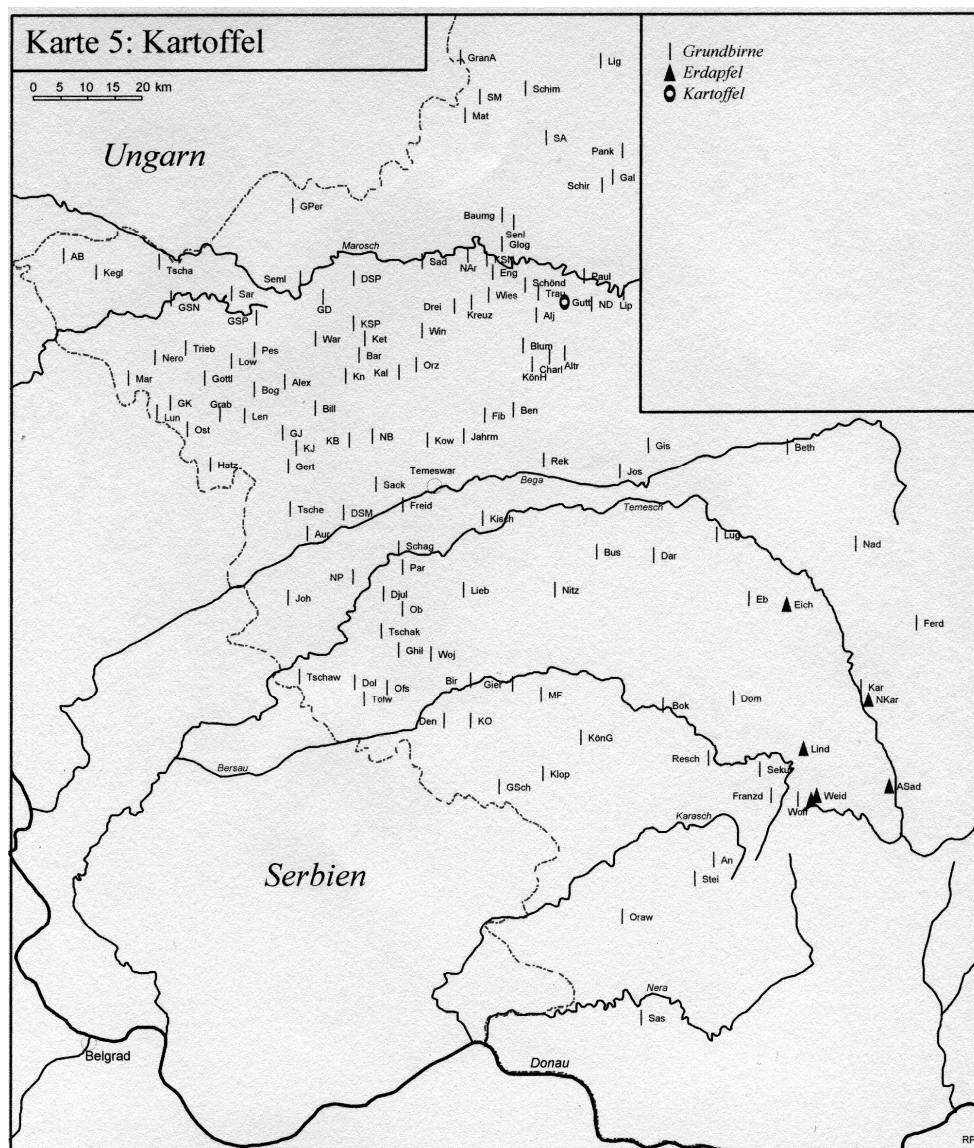 Karte 5: Kartoffel
0 5 10 15 20 km
Grundbirne
Erdapfel
Kartoffel
GranA
Lig
SM
Schim
Mat
Ungarn
SA
Pank
Gal
Schir
GPer
Baumg
Senl
Glog
Marosch
AB
Kegl
Tscha
Sad
NAr
KSN
Eng
Seml
DSP
Schönd
Paul
GSN
Sar
GD
Drei
Kreuz
Wies
Trau
Gutt
ND
Lip
GSP
Alj
KSP
Win
War
Ket
Nero
Trieb
Low
Pes
Bar
Blum
Charl
Altr
KönH
Mar
Gottl
Bog
Alex
Kn
Kal
Orz
GK
Lun
Grab
Len
Bill
Fib
Ben
Ost
GJ
KJ
KB
NB
Kow
Jahrm
Gis
Beth
Hatz
Gert
Rek
Jos
Temeswar
Bega
Sack
Tsche
DSM
Freid
Kisch
Temesch
Aur
Schag
Lug
Nad
Par
Bus
Dar
NP
Joh
Djul
Lieb
Nitz
Eb
Eich
Ob
Ferd
Tschak
Ghil
Woj
Tschaw
Dol
Ofs
Bir
Gier
MF
Kar
NKar
Tolw
Bok
Dom
Den
KO
KönG
Lind
Bersau
Klop
Resch
Seku
GSch
Franzd
Wolf
Weid
ASad
Karasch
Serbien
An
Stei
Oraw
Nera
Sas
Belgrad
Donau